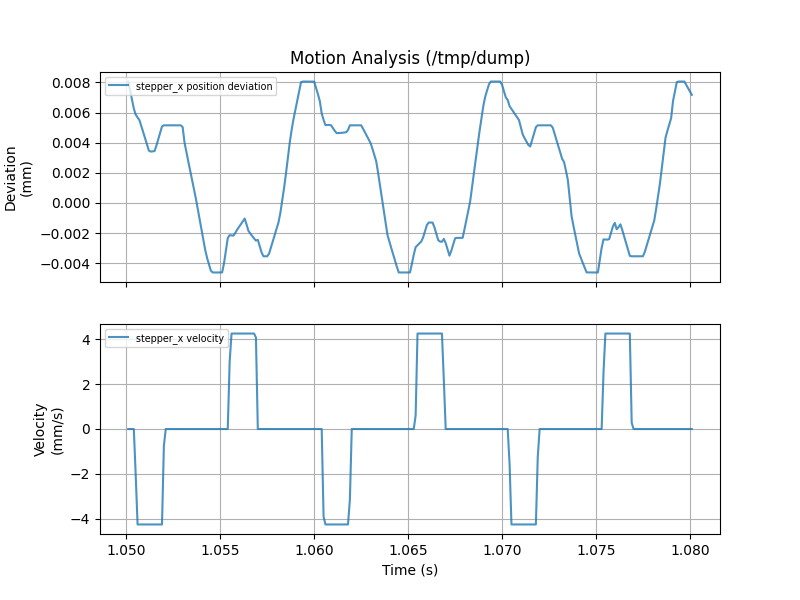 Motion Analysis (/tmp/dump)
stepper_x position deviation
0.008
0.006
0.004
0.002
0.000
−0.002
−0.004
Deviation
(mm)
stepper_x velocity
4
2
0
−2
−4
Velocity
(mm/s)
1.050 1.055 1.060 1.065 1.070 1.075 1.080
Time (s)